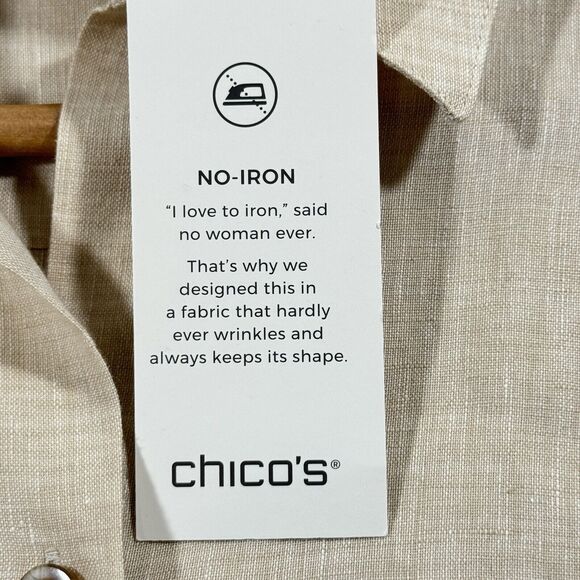 NO-IRON
“I love to iron,” said
no woman ever.
That’s why we
designed this in
a fabric that hardly
ever wrinkles and
always keeps its shape.
chico's®